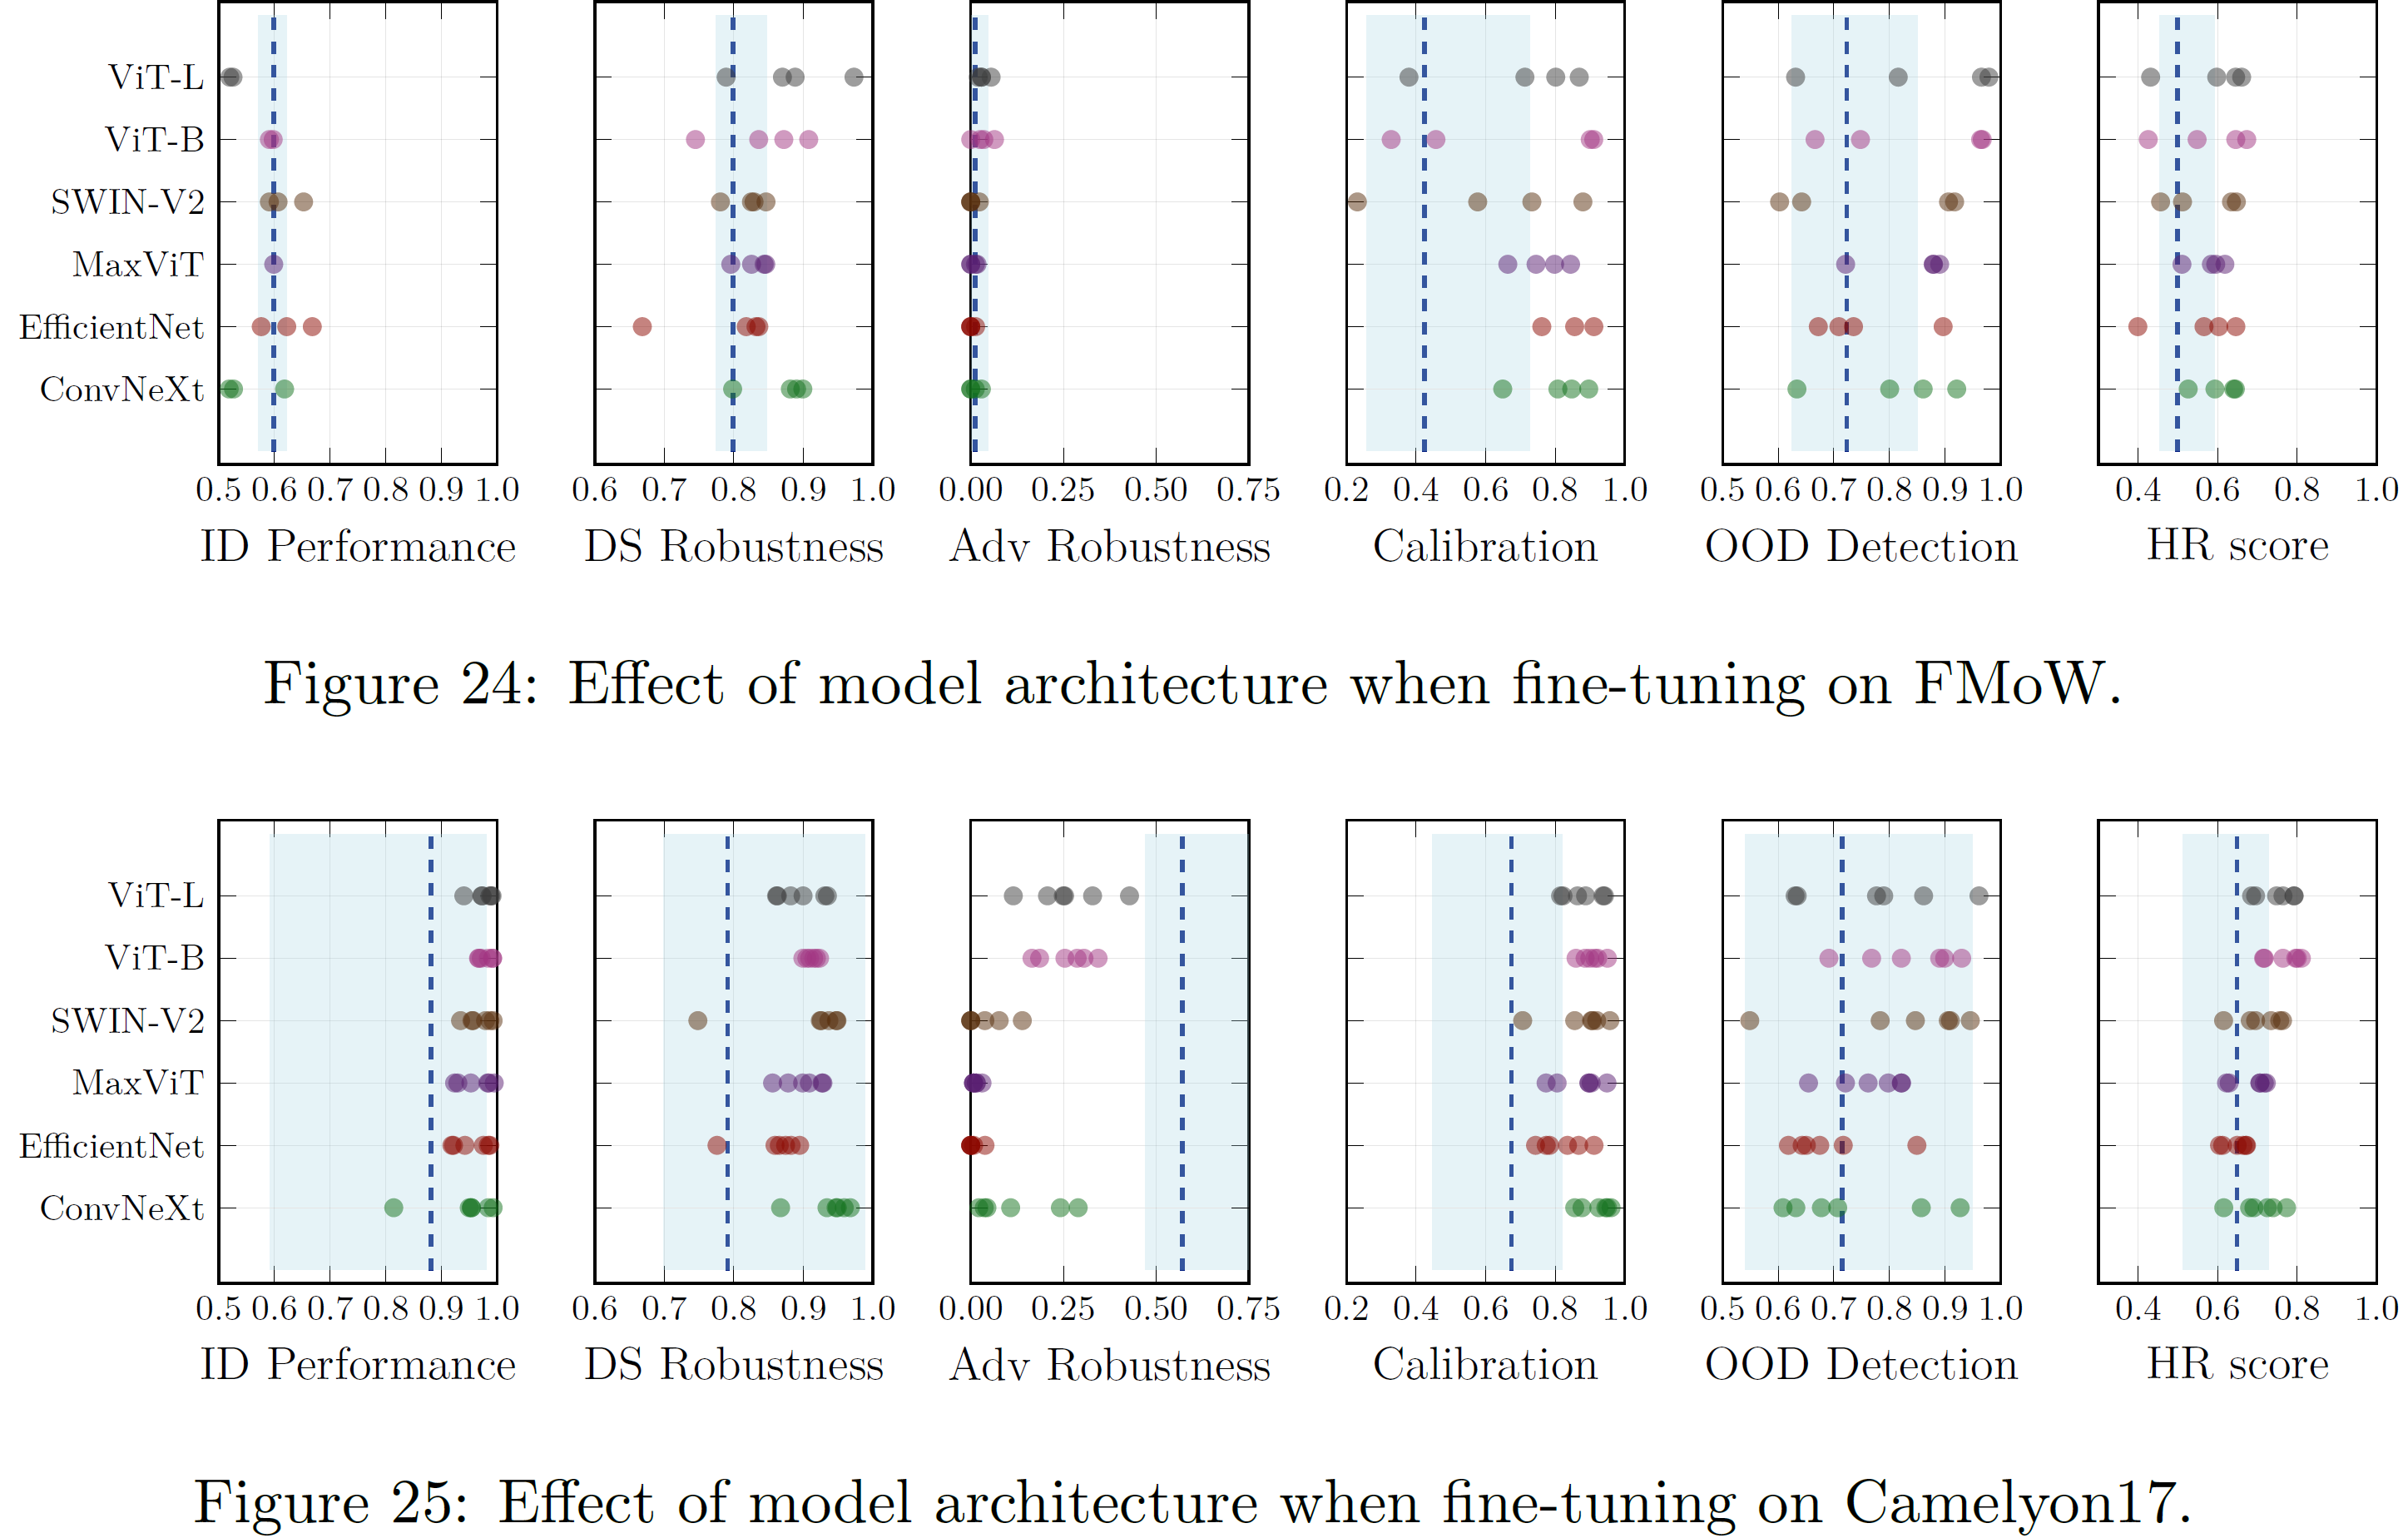 ViT-L
ViT-B
SWIN-V2
MaxViT
EfficientNet
ConvNeXt
0.5 0.6 0.7 0.8 0.9 1.0 0.6 0.7 0.8 0.9 1.0 0.00 0.25 0.50 0.75 0.2 0.4 0.6 0.8 1.0 0.5 0.6 0.7 0.8 0.9 1.0 0.4 0.6 0.8 1.0
ID Performance DS Robustness Adv Robustness Calibration OOD Detection HR score
Figure 24: Effect of model architecture when fine-tuning on FMoW.
ViT-L
ViT-B
SWIN-V2
MaxViT
EfficientNet
ConvNeXt
0.5 0.6 0.7 0.8 0.9 1.0 0.6 0.7 0.8 0.9 1.0 0.00 0.25 0.50 0.75 0.2 0.4 0.6 0.8 1.0 0.5 0.6 0.7 0.8 0.9 1.0 0.4 0.6 0.8 1.0
ID Performance DS Robustness Adv Robustness Calibration OOD Detection HR score
Figure 25: Effect of model architecture when fine-tuning on Camelyon17.